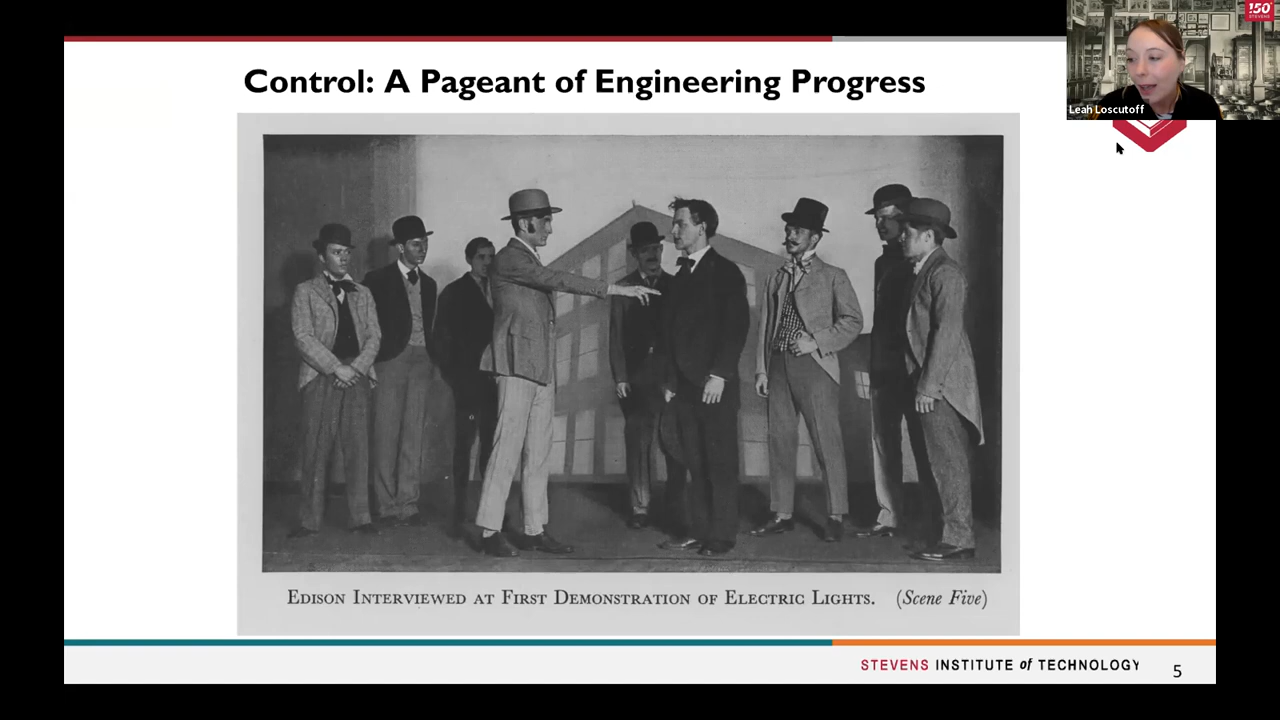 Control: A Pageant of Engineering Progress
150
STEVENS
Leah Loscutoff
EDISON INTERVIEWED AT FIRST DEMONSTRATION OF ELECTRIC LIGHTS. (Scene Five)
STEVENS INSTITUTE of TECHNOLOGY
5